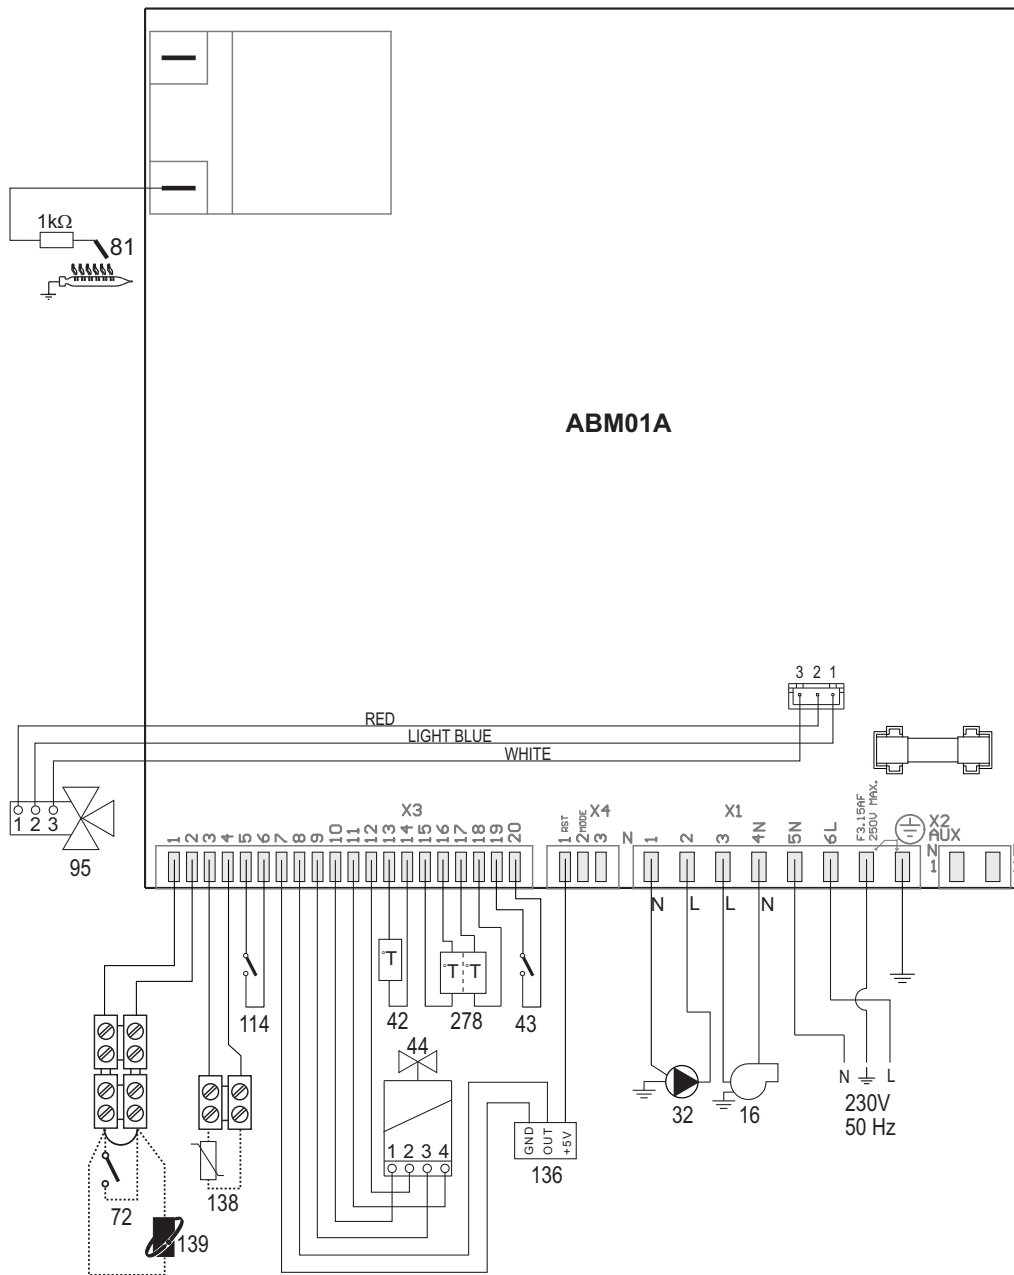 1kΩ
81
ABM01A
3 2 1
RED
LIGHT BLUE
WHITE
1 2 3
95
X3
1 2 3 4 5 6 7 8 9 10 11 12 13 14 15 16 17 18 19 20
X4
1 RST
2 MODE
3
X1
N 1 2 3 4N 5N 6L
F3.15AF
250V MAX.
X2
AUX
N
1
N L L N
°T
°T °T
114
42
278
43
44
1 2 3 4
GND
OUT
+5V
136
32
16
N L
230V
50 Hz
72
138
139